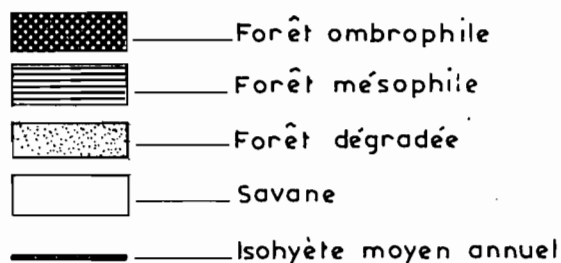 Forêt ombrophile
Forêt mésophile
Forêt dégradée
Savane
Isohyète moyen annuel